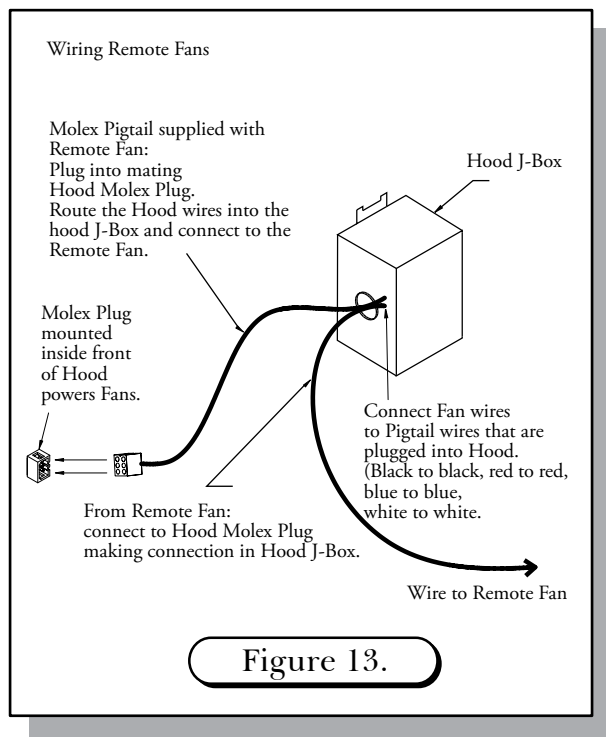 Wiring Remote Fans
Molex Pigtail supplied with
Remote Fan:
Plug into mating
Hood Molex Plug.
Route the Hood wires into the
hood J-Box and connect to the
Remote Fan.
Hood J-Box
Molex Plug
mounted
inside front
of Hood
powers Fans.
Connect Fan wires
to Pigtail wires that are
plugged into Hood.
(Black to black, red to red,
blue to blue,
white to white.
From Remote Fan:
connect to Hood Molex Plug
making connection in Hood J-Box.
Wire to Remote Fan
Figure 13.